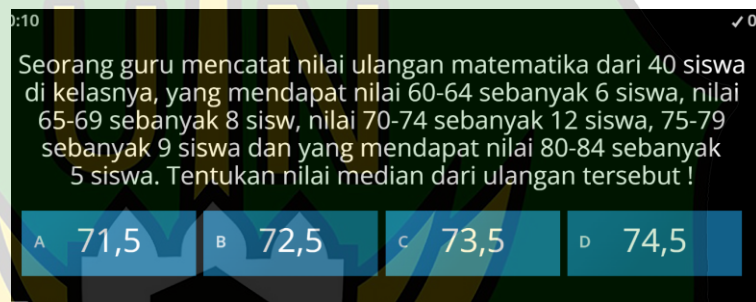 0:10
✓ 0
Seorang guru mencatat nilai ulangan matematika dari 40 siswa
di kelasnya, yang mendapat nilai 60-64 sebanyak 6 siswa, nilai
65-69 sebanyak 8 sisw, nilai 70-74 sebanyak 12 siswa, 75-79
sebanyak 9 siswa dan yang mendapat nilai 80-84 sebanyak
5 siswa. Tentukan nilai median dari ulangan tersebut !
A 71,5
B 72,5
C 73,5
D 74,5